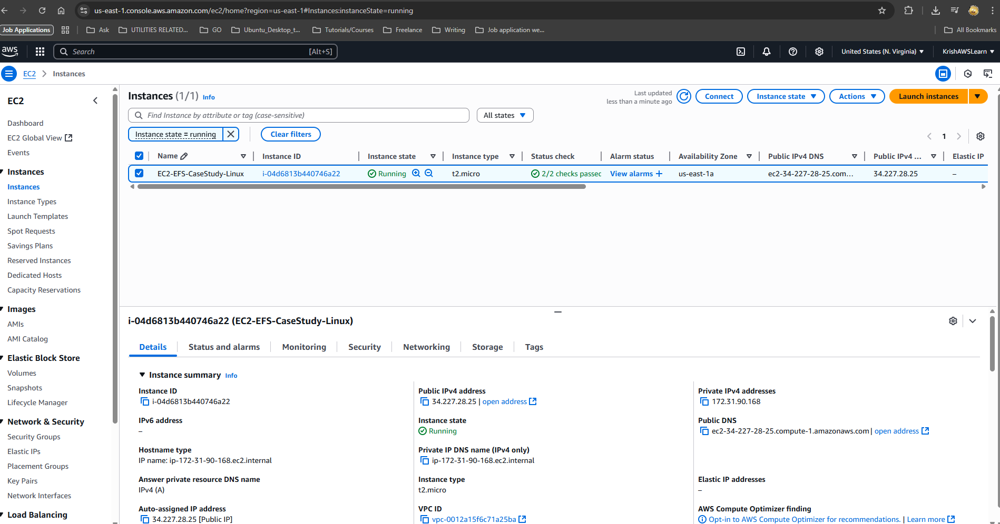 us-east-1.console.aws.amazon.com/ec2/home?region=us-east-1#Instances:instanceState=running
Job Applications Ask UTILITIES RELATED... GO Ubuntu_Desktop_t... Tutorials/Courses Freelance Writing Job application we... All Bookmarks
aws Search [Alt+S] United States (N. Virginia) KrishAWSLearn
EC2 Instances
EC2
Dashboard
EC2 Global View
Events
Instances
Instances
Instance Types
Launch Templates
Spot Requests
Savings Plans
Reserved Instances
Dedicated Hosts
Capacity Reservations
Images
AMIs
AMI Catalog
Elastic Block Store
Volumes
Snapshots
Lifecycle Manager
Network & Security
Security Groups
Elastic IPs
Placement Groups
Key Pairs
Network Interfaces
Load Balancing
Instances (1/1) Info
Last updated
less than a minute ago
Connect Instance state Actions Launch instances
Find Instance by attribute or tag (case-sensitive) All states
Instance state = running Clear filters 1
Name Instance ID Instance state Instance type Status check Alarm status Availability Zone Public IPv4 DNS Public IPv4 ... Elastic IP
EC2-EFS-CaseStudy-Linux i-04d6813b440746a22 Running t2.micro 2/2 checks passec View alarms + us-east-1a ec2-34-227-28-25.com... 34.227.28.25 –
i-04d6813b440746a22 (EC2-EFS-CaseStudy-Linux)
Details Status and alarms Monitoring Security Networking Storage Tags
Instance summary Info
Instance ID
i-04d6813b440746a22
Public IPv4 address
34.227.28.25 | open address
Private IPv4 addresses
172.31.90.168
IPv6 address
–
Instance state
Running
Public DNS
ec2-34-227-28-25.compute-1.amazonaws.com | open address
Hostname type
IP name: ip-172-31-90-168.ec2.internal
Private IP DNS name (IPv4 only)
ip-172-31-90-168.ec2.internal
Answer private resource DNS name
IPv4 (A)
Instance type
t2.micro
Elastic IP addresses
–
Auto-assigned IP address
34.227.28.25 [Public IP]
VPC ID
vpc-0012a15f6c71a25ba
AWS Compute Optimizer finding
Opt-in to AWS Compute Optimizer for recommendations. | Learn more